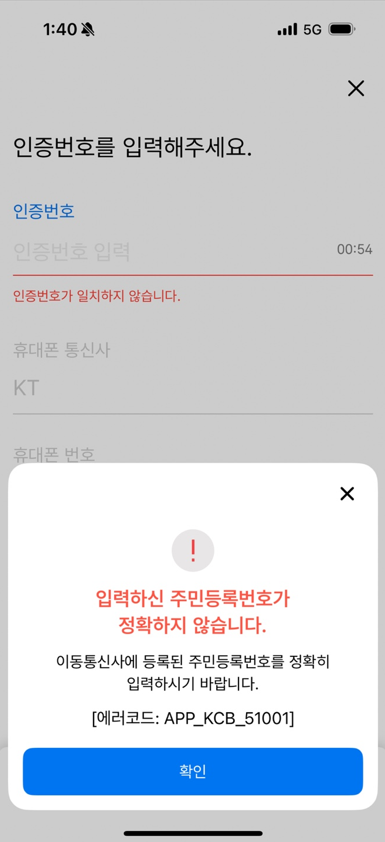 1:40
5G
인증번호를 입력해주세요.
인증번호
인증번호 입력
00:54
인증번호가 일치하지 않습니다.
휴대폰 통신사
KT
휴대폰 번호
입력하신 주민등록번호가
정확하지 않습니다.
이동통신사에 등록된 주민등록번호를 정확히
입력하시기 바랍니다.
[에러코드: APP_KCB_51001]
확인